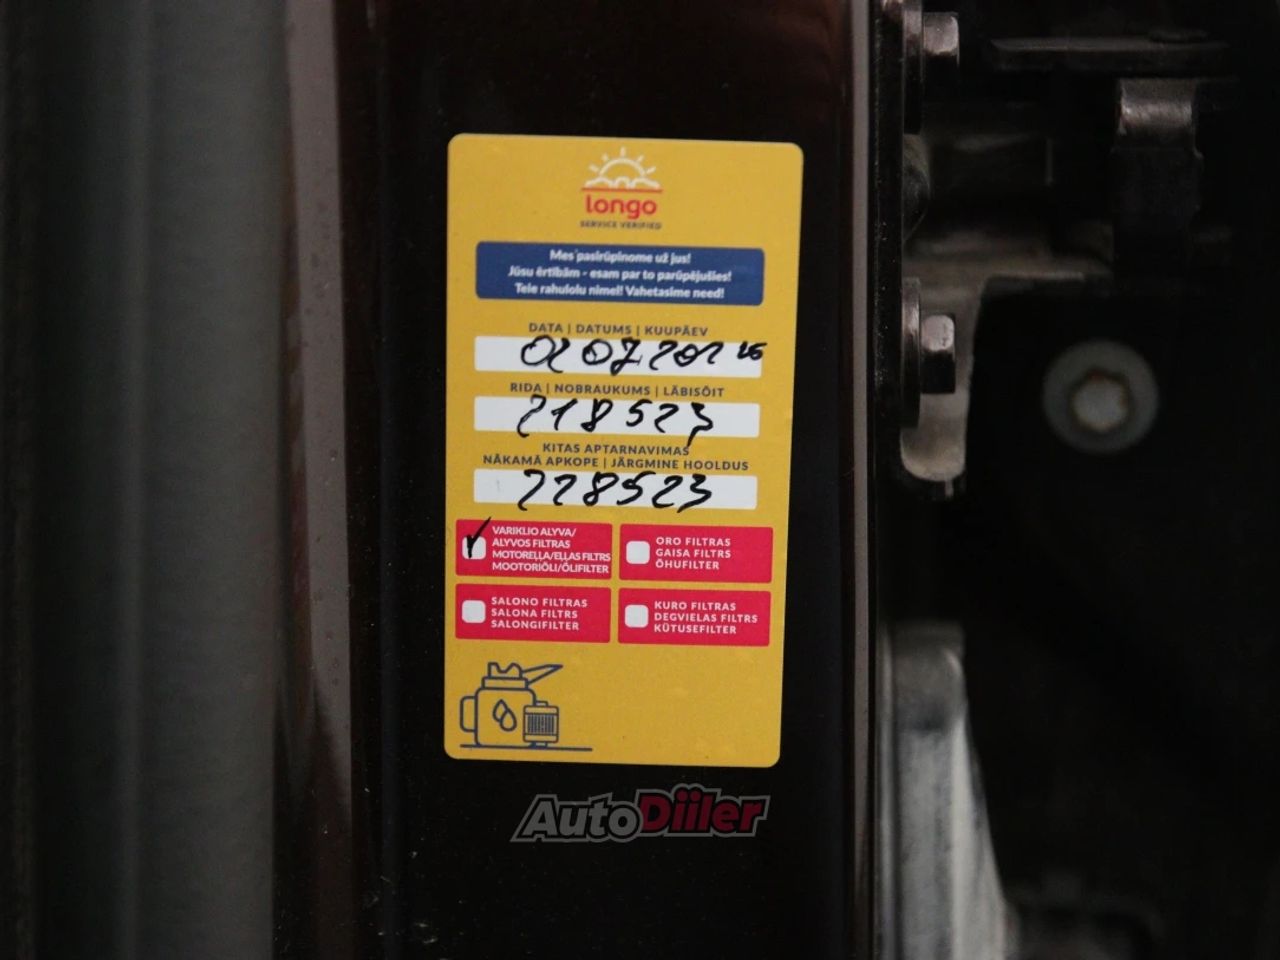 longo
SERVICE VERIFIED
Mes pasirūpinome už jus!
Jūsu ērtībām - esam par to parūpējušies!
Teie rahulolu nimel! Vahetasime need!
DATA | DATUMS | KUUPÄEV
RIDA | NOBRAUKUMS | LÄBISÕIT
218523
KITAS APTARNAVIMAS
NĀKAMĀ APKOPE | JÄRGMINE HOOLDUS
228523
VARIKLIO ALYVA/
ALYVOS FILTRAS
MOTOREĻĻA/EĻĻAS FILTRS
MOOTORIÕLI/ÕLIFILTER
ORO FILTRAS
GAISA FILTRS
ÕHUFILTER
SALONO FILTRAS
SALONA FILTRS
SALONGIFILTER
KURO FILTRAS
DEGVIELAS FILTRS
KÜTUSEFILTER
AutoDiiler